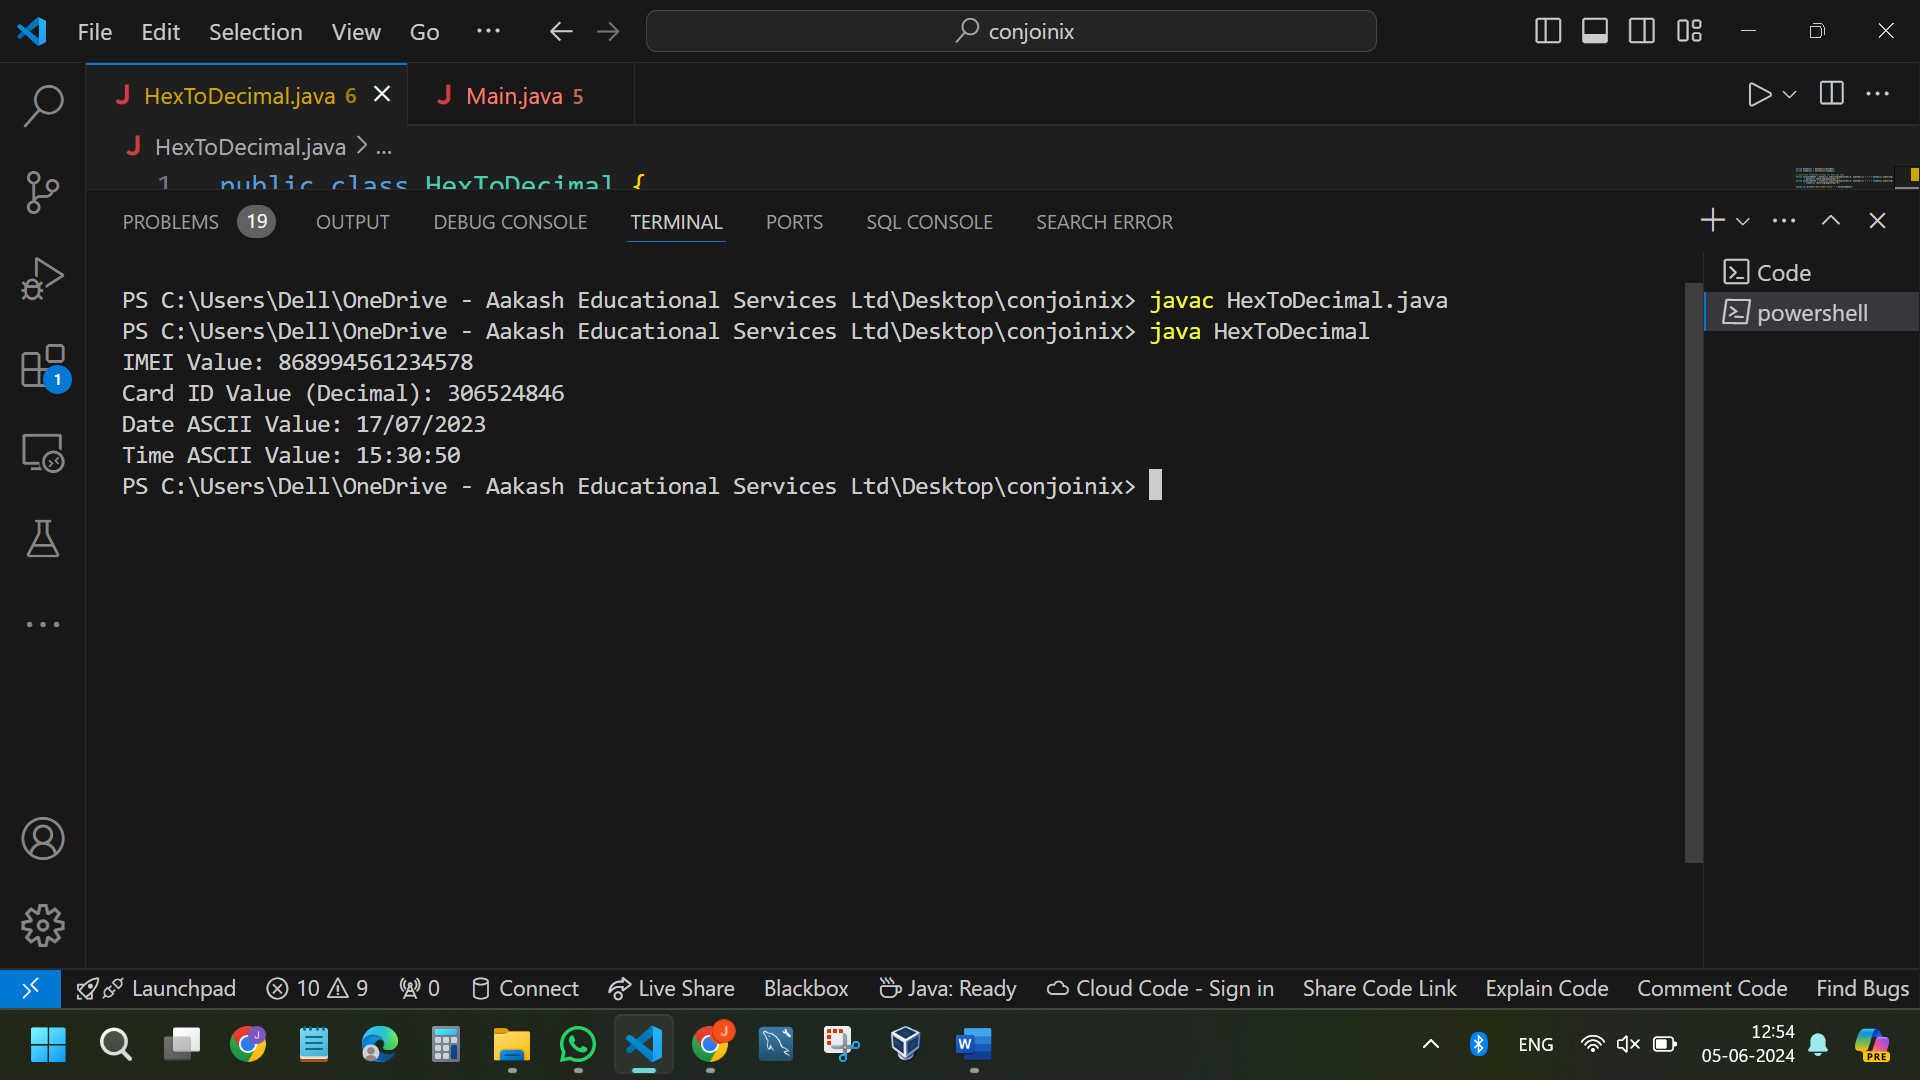 File Edit Selection View Go ... conjoinix
J HexToDecimal.java 6 J Main.java 5
J HexToDecimal.java > ...
1 public class HexToDecimal {
PROBLEMS 19 OUTPUT DEBUG CONSOLE TERMINAL PORTS SQL CONSOLE SEARCH ERROR
Code
powershell
PS C:\Users\Dell\OneDrive - Aakash Educational Services Ltd\Desktop\conjoinix> javac HexToDecimal.java
PS C:\Users\Dell\OneDrive - Aakash Educational Services Ltd\Desktop\conjoinix> java HexToDecimal
IMEI Value: 868994561234578
Card ID Value (Decimal): 306524846
Date ASCII Value: 17/07/2023
Time ASCII Value: 15:30:50
PS C:\Users\Dell\OneDrive - Aakash Educational Services Ltd\Desktop\conjoinix>
1
Launchpad 10 9 0 Connect Live Share Blackbox Java: Ready Cloud Code - Sign in Share Code Link Explain Code Comment Code Find Bugs
J J W ENG 12:54
05-06-2024 PRE